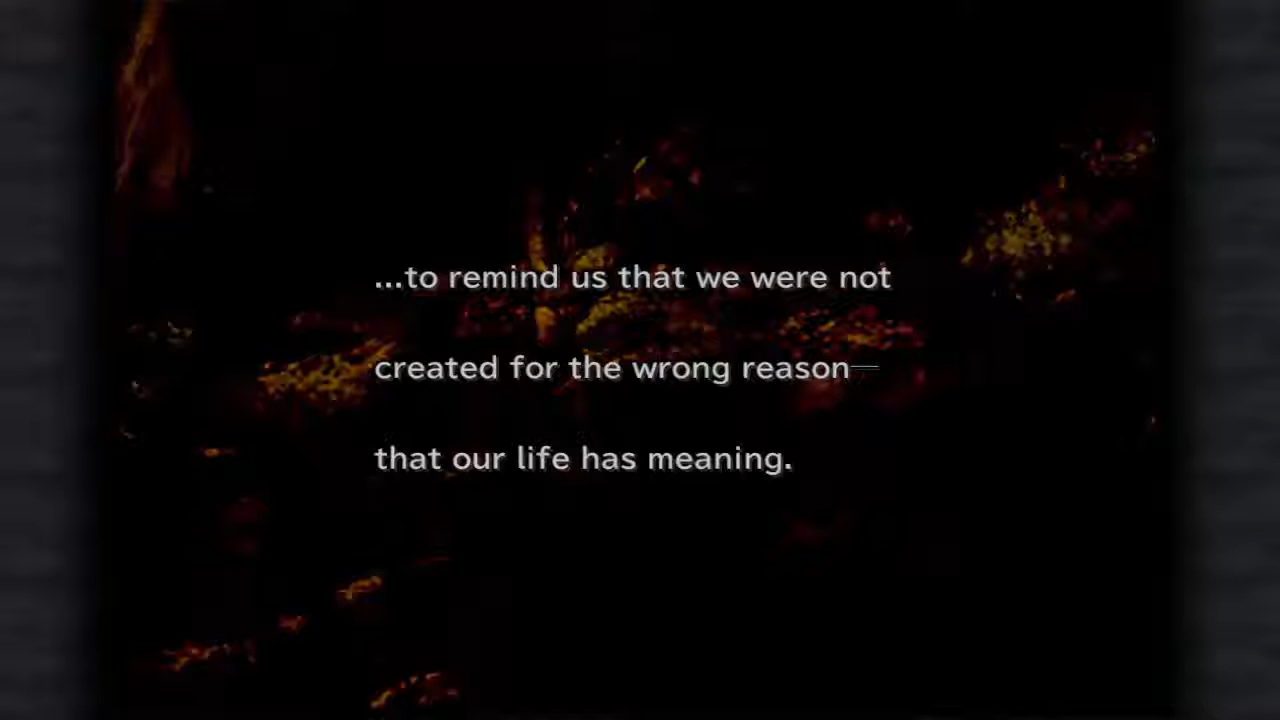 ...to remind us that we were not
created for the wrong reason—
that our life has meaning.